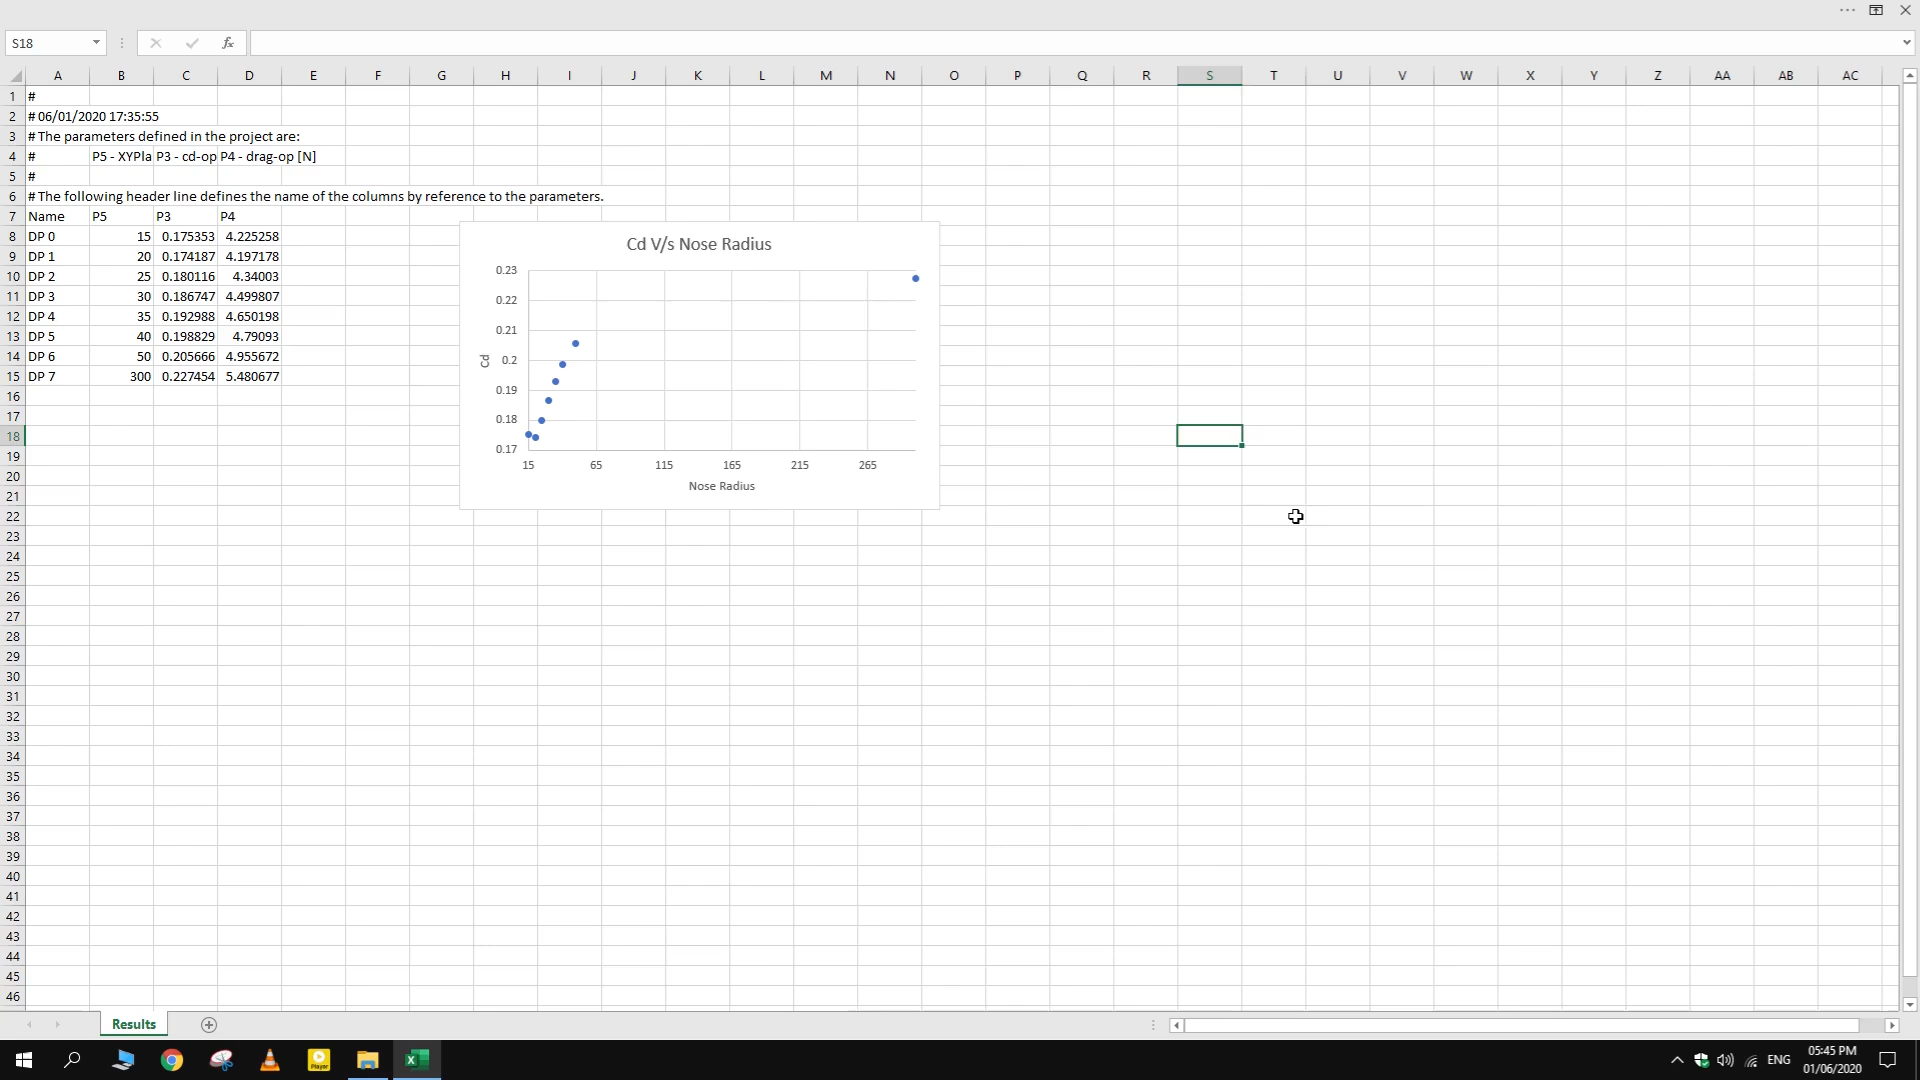 S18
fx
A B C D E F G H I J K L M N O P Q R S T U V W X Y Z AA AB AC
1 #
2 # 06/01/2020 17:35:55
3 # The parameters defined in the project are:
4 # P5 - XYPla P3 - cd-op P4 - drag-op [N]
5 #
6 # The following header line defines the name of the columns by reference to the parameters.
7 Name P5 P3 P4
8 DP 0 15 0.175353 4.225258
9 DP 1 20 0.174187 4.197178
10 DP 2 25 0.180116 4.34003
11 DP 3 30 0.186747 4.499807
12 DP 4 35 0.192988 4.650198
13 DP 5 40 0.198829 4.79093
14 DP 6 50 0.205666 4.955672
15 DP 7 300 0.227454 5.480677
16
17
18
19
20
21
22
23
24
25
26
27
28
29
30
31
32
33
34
35
36
37
38
39
40
41
42
43
44
45
46
Cd V/s Nose Radius
0.23
0.22
0.21
0.2
0.19
0.18
0.17
Cd
15 65 115 165 215 265
Nose Radius
Results
Player
ENG
05:45 PM
01/06/2020